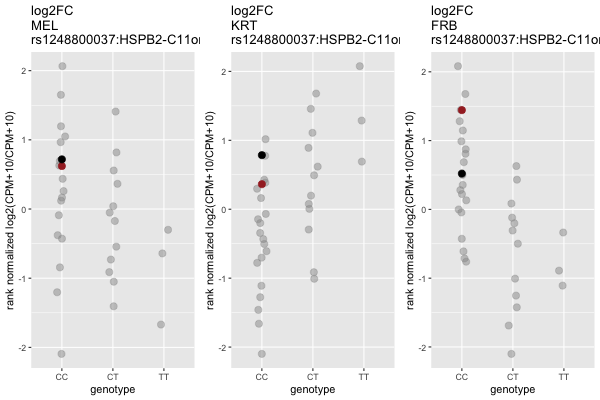 log2FC
MEL
rs1248800037:HSPB2-C11or
rank normalized log2(CPM+10/CPM+10)
2
1
0
-1
-2
CC
CT
TT
genotype
log2FC
KRT
rs1248800037:HSPB2-C11or
rank normalized log2(CPM+10/CPM+10)
2
1
0
-1
-2
CC
CT
TT
genotype
log2FC
FRB
rs1248800037:HSPB2-C11or
rank normalized log2(CPM+10/CPM+10)
2
1
0
-1
-2
CC
CT
TT
genotype